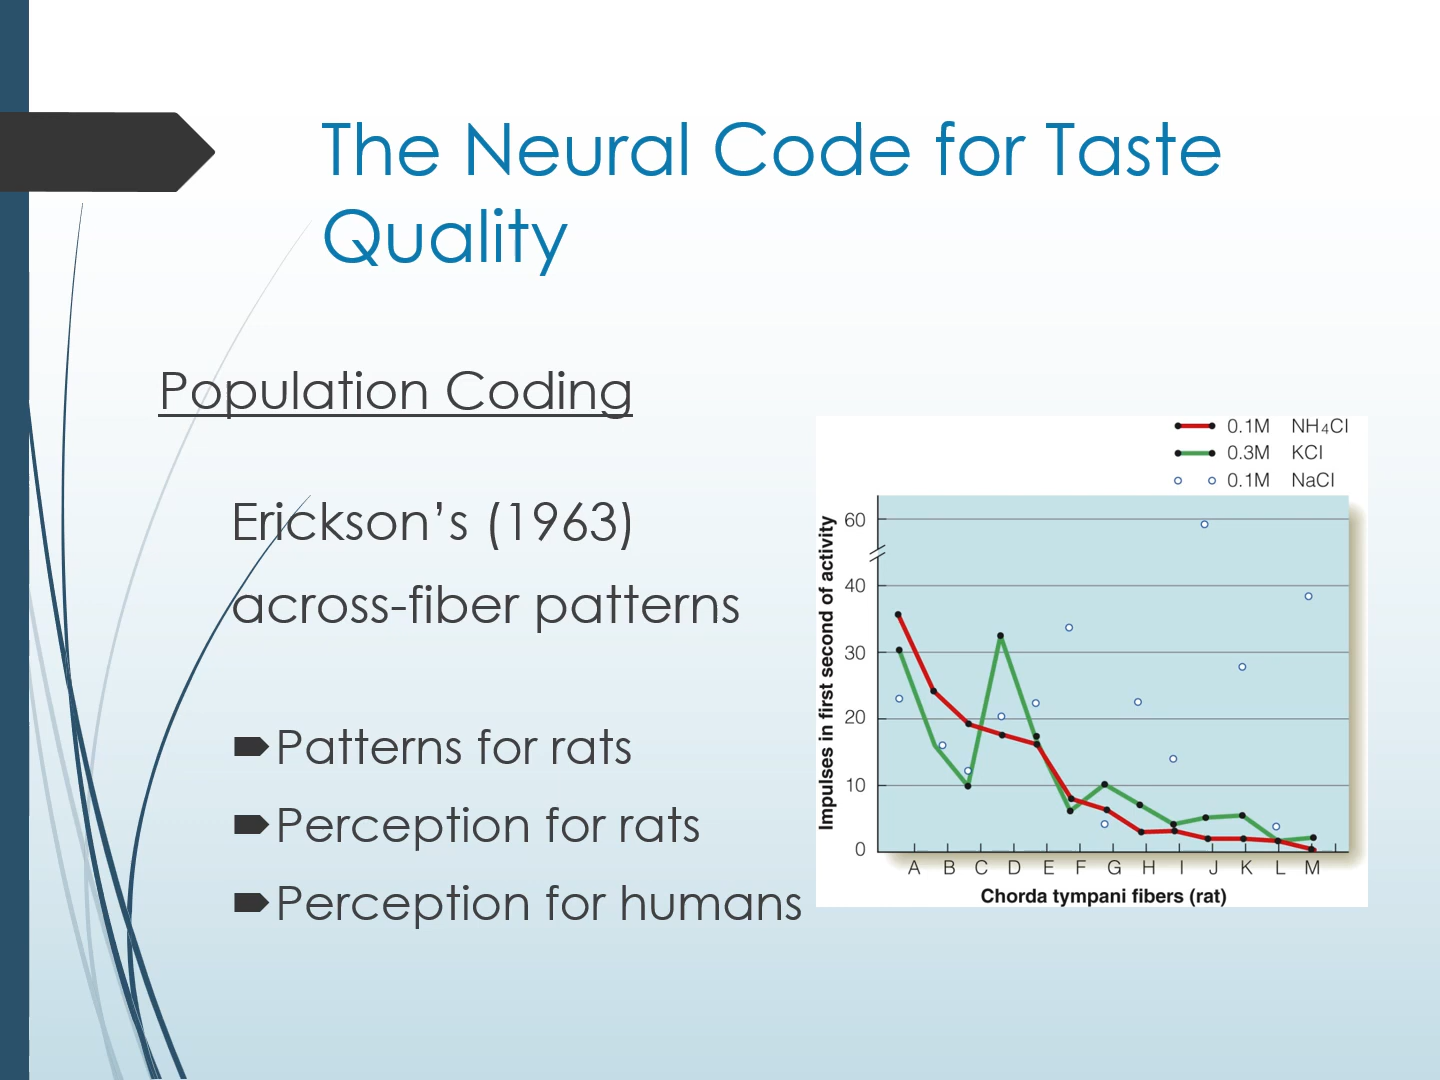 The Neural Code for Taste
Quality
Population Coding
Erickson’s (1963)
across-fiber patterns
Patterns for rats
Perception for rats
Perception for humans
0.1M NH₄Cl
0.3M KCl
0.1M NaCl
Impulses in first second of activity
60
40
30
20
10
0
A B C D E F G H I J K L M
Chorda tympani fibers (rat)